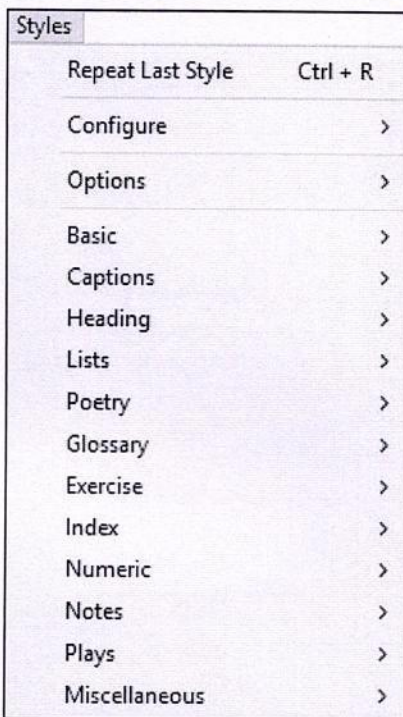 Styles
Repeat Last Style Ctrl + R
Configure >
Options >
Basic >
Captions >
Heading >
Lists >
Poetry >
Glossary >
Exercise >
Index >
Numeric >
Notes >
Plays >
Miscellaneous >